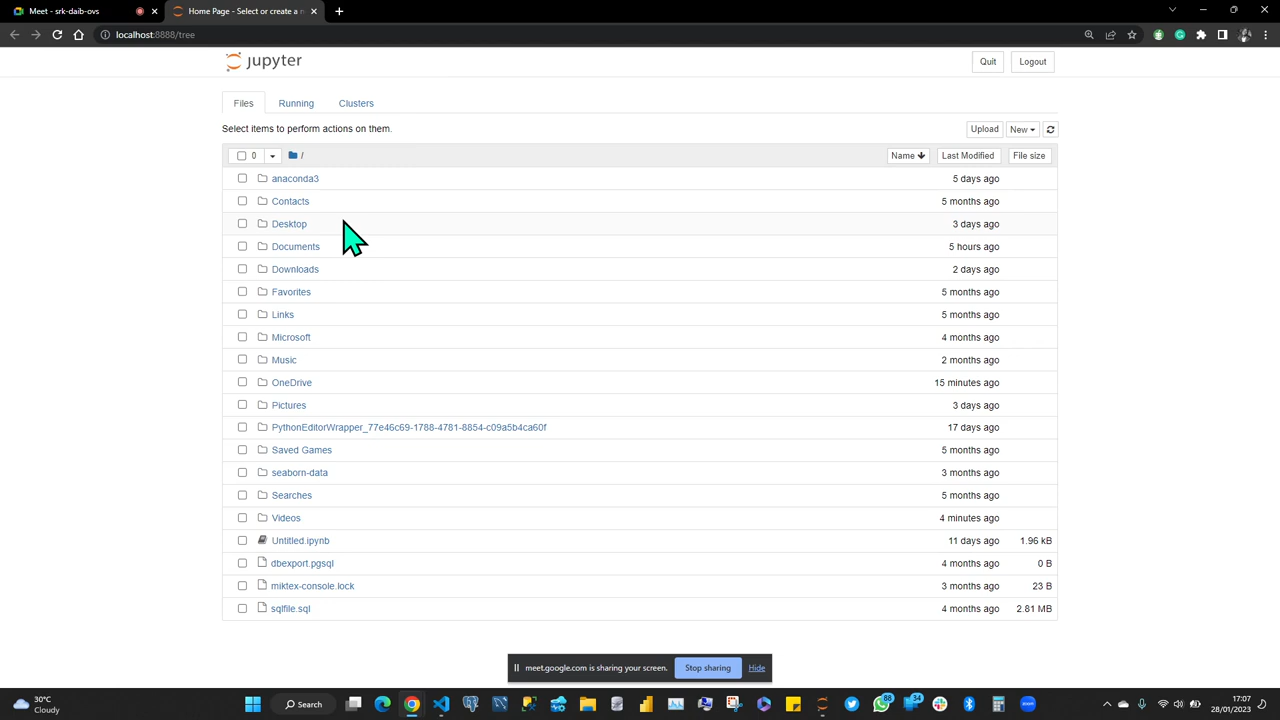 Meet - srk-daib-ovs
Home Page - Select or create a n
localhost:8888/tree
jupyter
Quit
Logout
Files
Running
Clusters
Select items to perform actions on them.
Upload
New
0
/
Name
Last Modified
File size
anaconda3 5 days ago
Contacts 5 months ago
Desktop 3 days ago
Documents 5 hours ago
Downloads 2 days ago
Favorites 5 months ago
Links 5 months ago
Microsoft 4 months ago
Music 2 months ago
OneDrive 15 minutes ago
Pictures 3 days ago
PythonEditorWrapper_77e46c69-1788-4781-8854-c09a5b4ca60f 17 days ago
Saved Games 5 months ago
seaborn-data 3 months ago
Searches 5 months ago
Videos 4 minutes ago
Untitled.ipynb 11 days ago 1.96 kB
dbexport.pgsql 4 months ago 0 B
miktex-console.lock 3 months ago 23 B
sqlfile.sql 4 months ago 2.81 MB
meet.google.com is sharing your screen.
Stop sharing
Hide
30°C
Cloudy
Search
88
34
17:07
28/01/2023